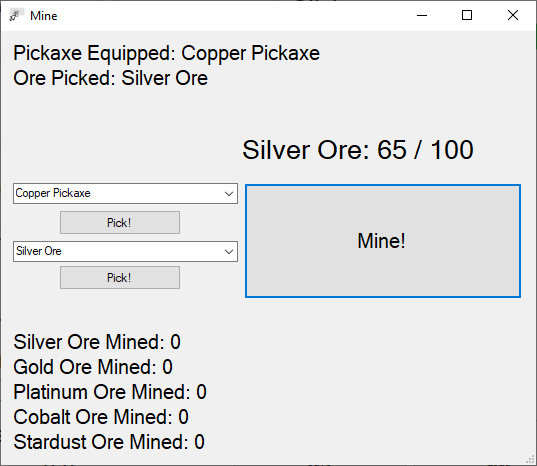 Mine
Pickaxe Equipped: Copper Pickaxe
Ore Picked: Silver Ore
Silver Ore: 65 / 100
Copper Pickaxe
Pick!
Silver Ore
Pick!
Mine!
Silver Ore Mined: 0
Gold Ore Mined: 0
Platinum Ore Mined: 0
Cobalt Ore Mined: 0
Stardust Ore Mined: 0